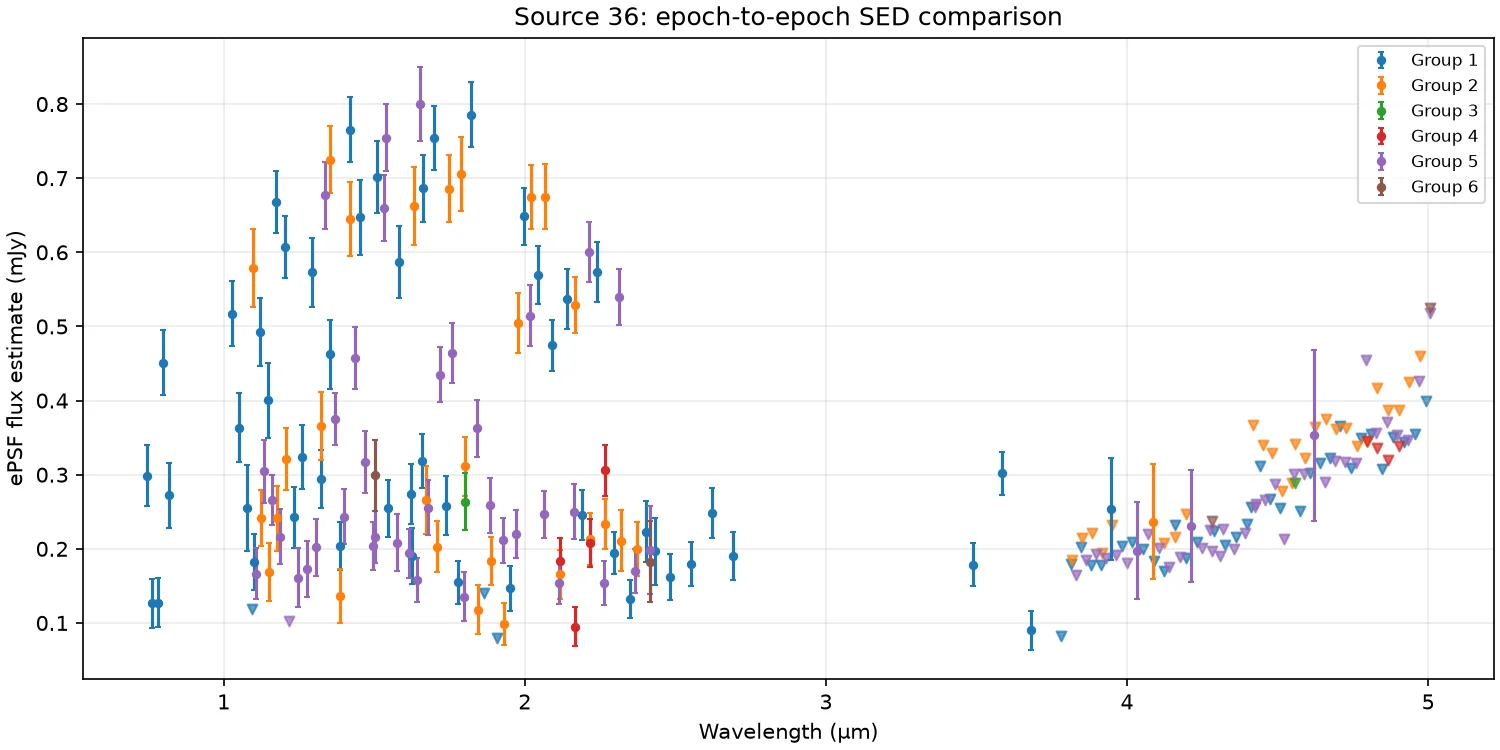 Source 36: epoch-to-epoch SED comparison
ePSF flux estimate (mJy)
0.8
0.7
0.6
0.5
0.4
0.3
0.2
0.1
Group 1
Group 2
Group 3
Group 4
Group 5
Group 6
1 2 3 4 5
Wavelength (μm)